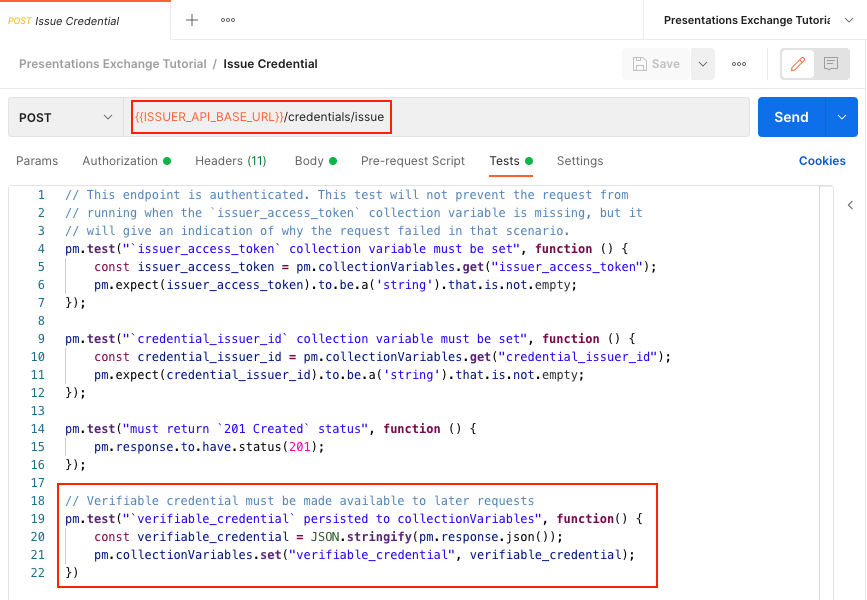 POST Issue Credential
Presentations Exchange Tutoria
Presentations Exchange Tutorial / Issue Credential
Save
POST
{{ISSUER_API_BASE_URL}}/credentials/issue
Send
Params Authorization Headers (11) Body Pre-request Script Tests Settings Cookies
1 // This endpoint is authenticated. This test will not prevent the request from
2 // running when the `issuer_access_token` collection variable is missing, but it
3 // will give an indication of why the request failed in that scenario.
4 pm.test("`issuer_access_token` collection variable must be set", function () {
5     const issuer_access_token = pm.collectionVariables.get("issuer_access_token");
6     pm.expect(issuer_access_token).to.be.a('string').that.is.not.empty;
7 });
8
9 pm.test("`credential_issuer_id` collection variable must be set", function () {
10     const credential_issuer_id = pm.collectionVariables.get("credential_issuer_id");
11     pm.expect(credential_issuer_id).to.be.a('string').that.is.not.empty;
12 });
13
14 pm.test("must return `201 Created` status", function () {
15     pm.response.to.have.status(201);
16 });
17
18 // Verifiable credential must be made available to later requests
19 pm.test("`verifiable_credential` persisted to collectionVariables", function() {
20     const verifiable_credential = JSON.stringify(pm.response.json());
21     pm.collectionVariables.set("verifiable_credential", verifiable_credential);
22 })